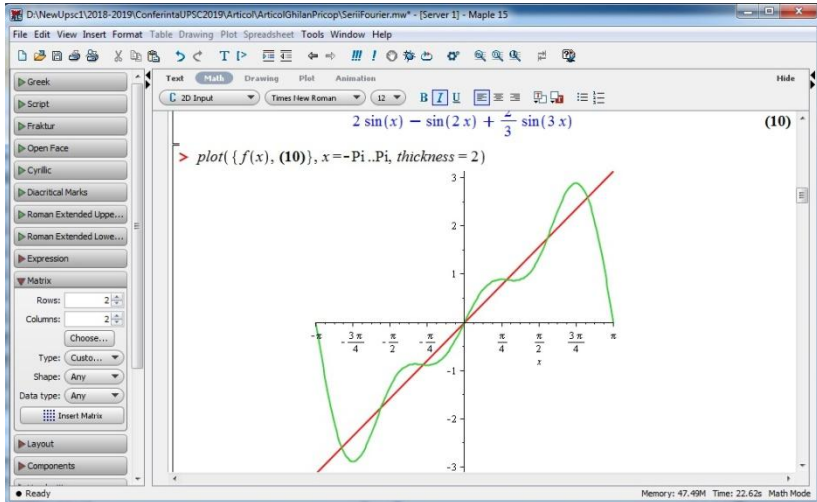 D:\NewUpsc1\2018-2019\ConferintaUPSC2019\Articol\ArticolGhilanPricop\SeriiFourier.mw* - [Server 1] - Maple 15
File Edit View Insert Format Table Drawing Plot Spreadsheet Tools Window Help
Text Math Drawing Plot Animation Hide
C 2D Input Times New Roman 12 B I U
Greek
Script
Fraktur
Open Face
Cyrillic
Diacritical Marks
Roman Extended Uppe...
Roman Extended Lowe...
Expression
Matrix
Rows: 2
Columns: 2
Choose...
Type: Custo...
Shape: Any
Data type: Any
Insert Matrix
Layout
Components
2 sin(x) − sin(2 x) + 2/3 sin(3 x) (10)
> plot({f(x), (10)}, x=-Pi..Pi, thickness = 2)
3
2
1
-π -3π/4 -π/2 -π/4 π/4 π/2 3π/4 π
x
-1
-2
-3
Ready Memory: 47.49M Time: 22.62s Math Mode